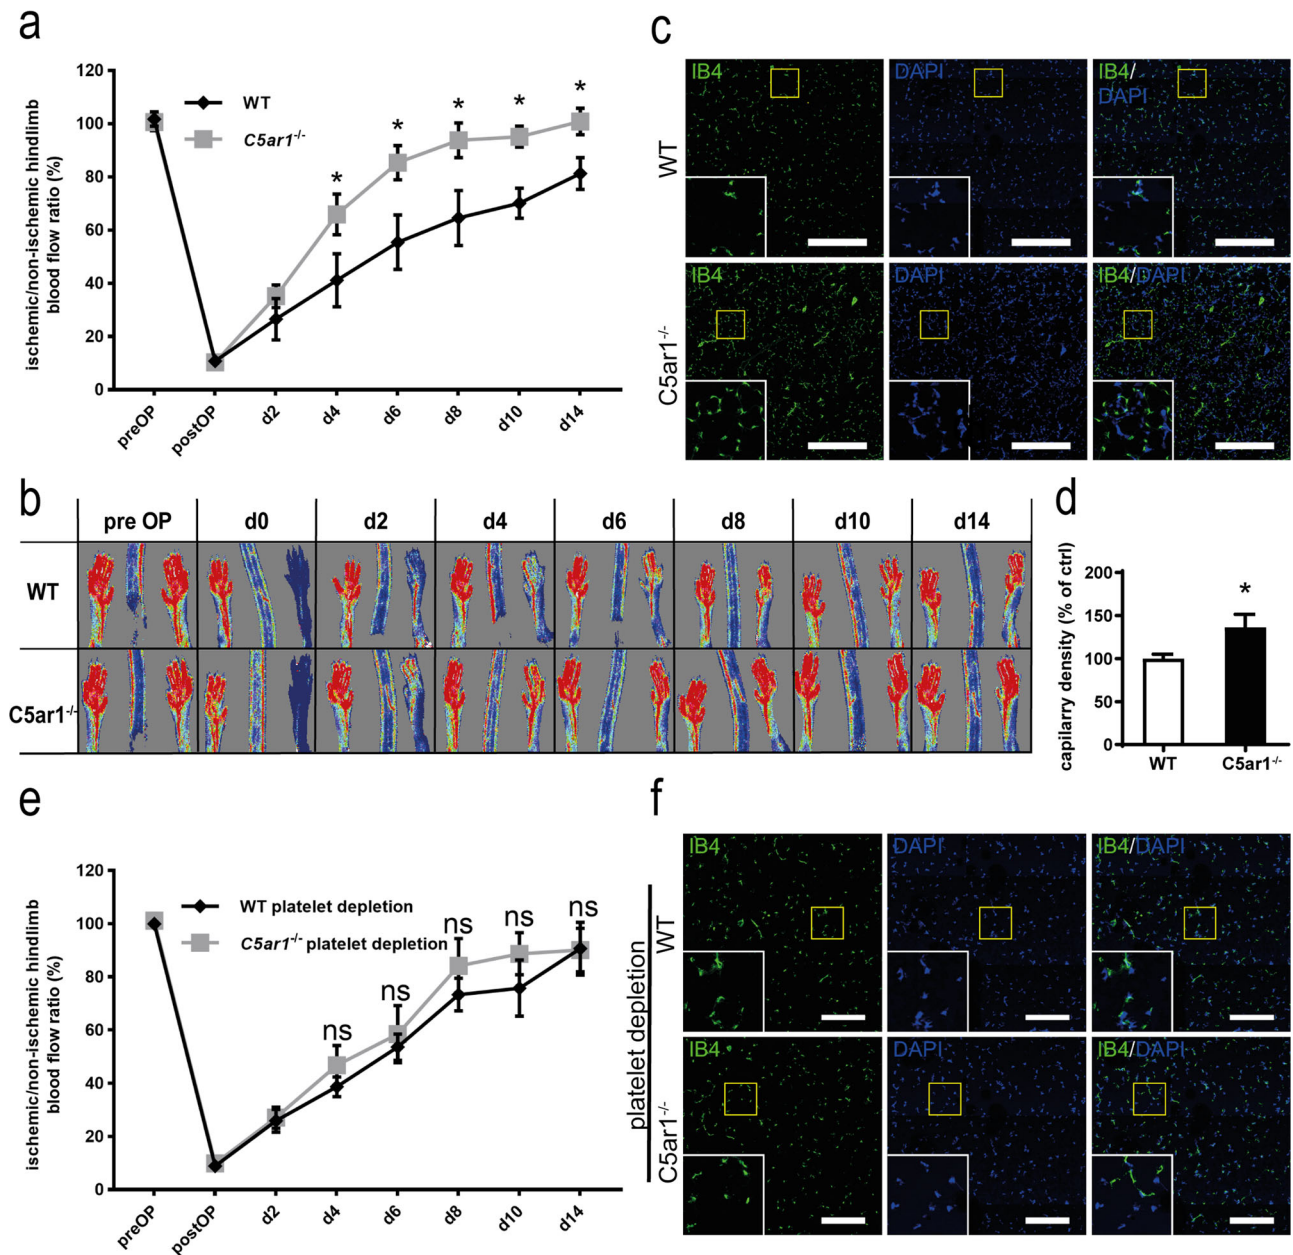 a
120
100
80
60
40
20
0
ischemic/non-ischemic hindlimb
blood flow ratio (%)
WT
C5ar1-/-
* * * * * *
preOP postOP d2 d4 d6 d8 d10 d14
b
pre OP d0 d2 d4 d6 d8 d10 d14
WT
C5ar1-/-
c
WT
IB4 DAPI IB4/
DAPI
C5ar1-/-
IB4 DAPI IB4/DAPI
d
capilarry density (% of ctrl)
200
150
100
50
0
*
WT C5ar1-/-
e
120
100
80
60
40
20
0
ischemic/non-ischemic hindlimb
blood flow ratio (%)
WT platelet depletion
C5ar1-/- platelet depletion
ns ns ns ns ns ns
preOP postOP d2 d4 d6 d8 d10 d14
f
platelet depletion
WT
IB4 DAPI IB4/DAPI
C5ar1-/-
IB4 DAPI IB4/DAPI